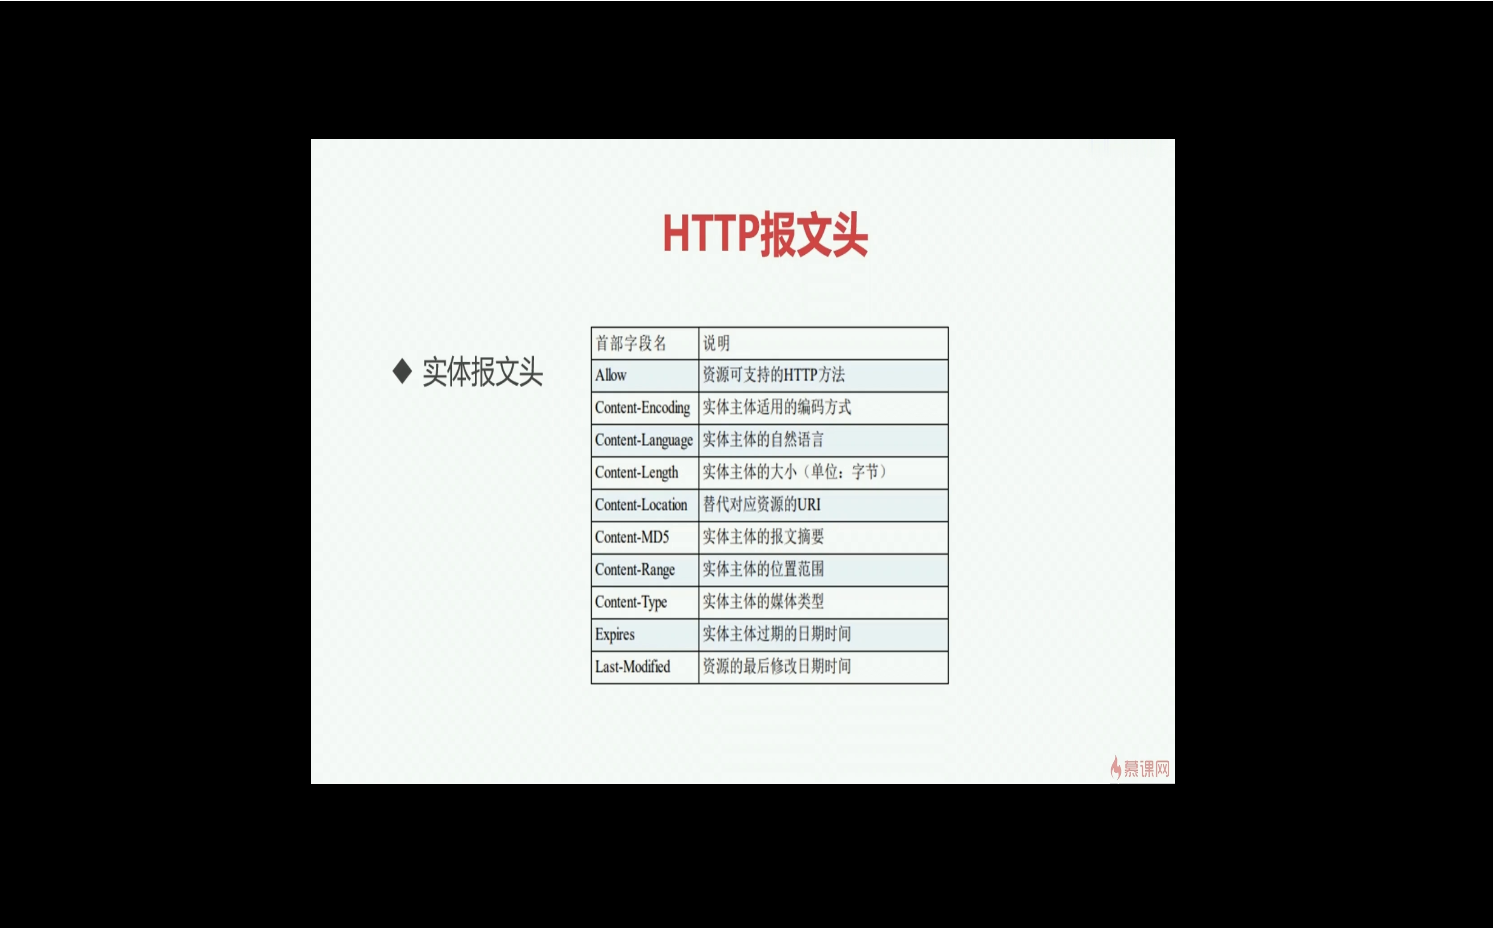 HTTP报文头
◆ 实体报文头
首部字段名 说明
Allow 资源可支持的HTTP方法
Content-Encoding 实体主体适用的编码方式
Content-Language 实体主体的自然语言
Content-Length 实体主体的大小（单位：字节）
Content-Location 替代对应资源的URI
Content-MD5 实体主体的报文摘要
Content-Range 实体主体的位置范围
Content-Type 实体主体的媒体类型
Expires 实体主体过期的日期时间
Last-Modified 资源的最后修改日期时间
慕课网